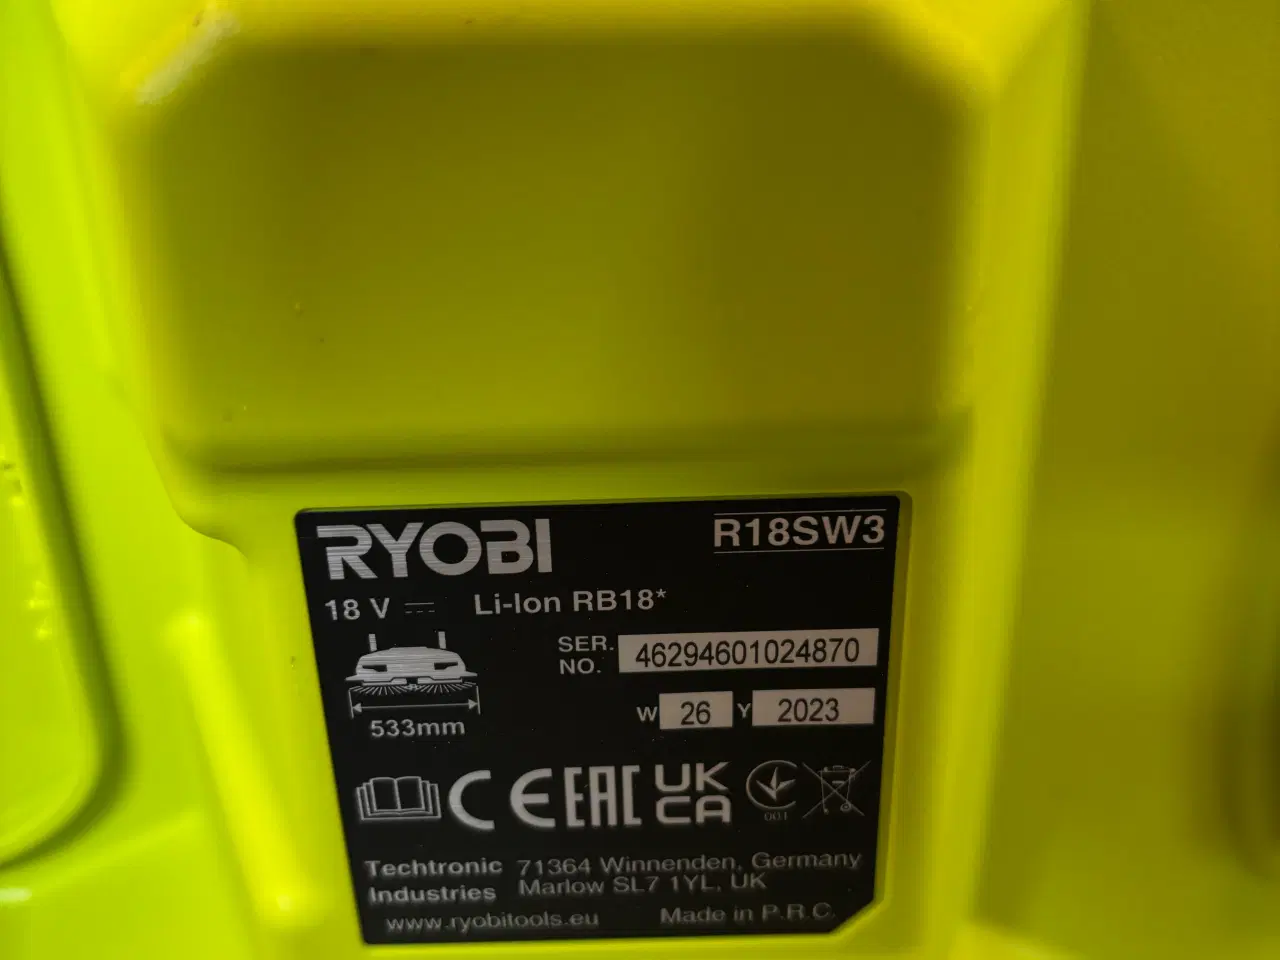 RYOBI R18SW3
18 V Li-Ion RB18*
SER. NO. 46294601024870
533mm
W 26 Y 2023
CE EAC UK CA 001
Techtronic Industries
71364 Winnenden, Germany
Marlow SL7 1YL, UK
www.ryobitools.eu Made in P.R.C.